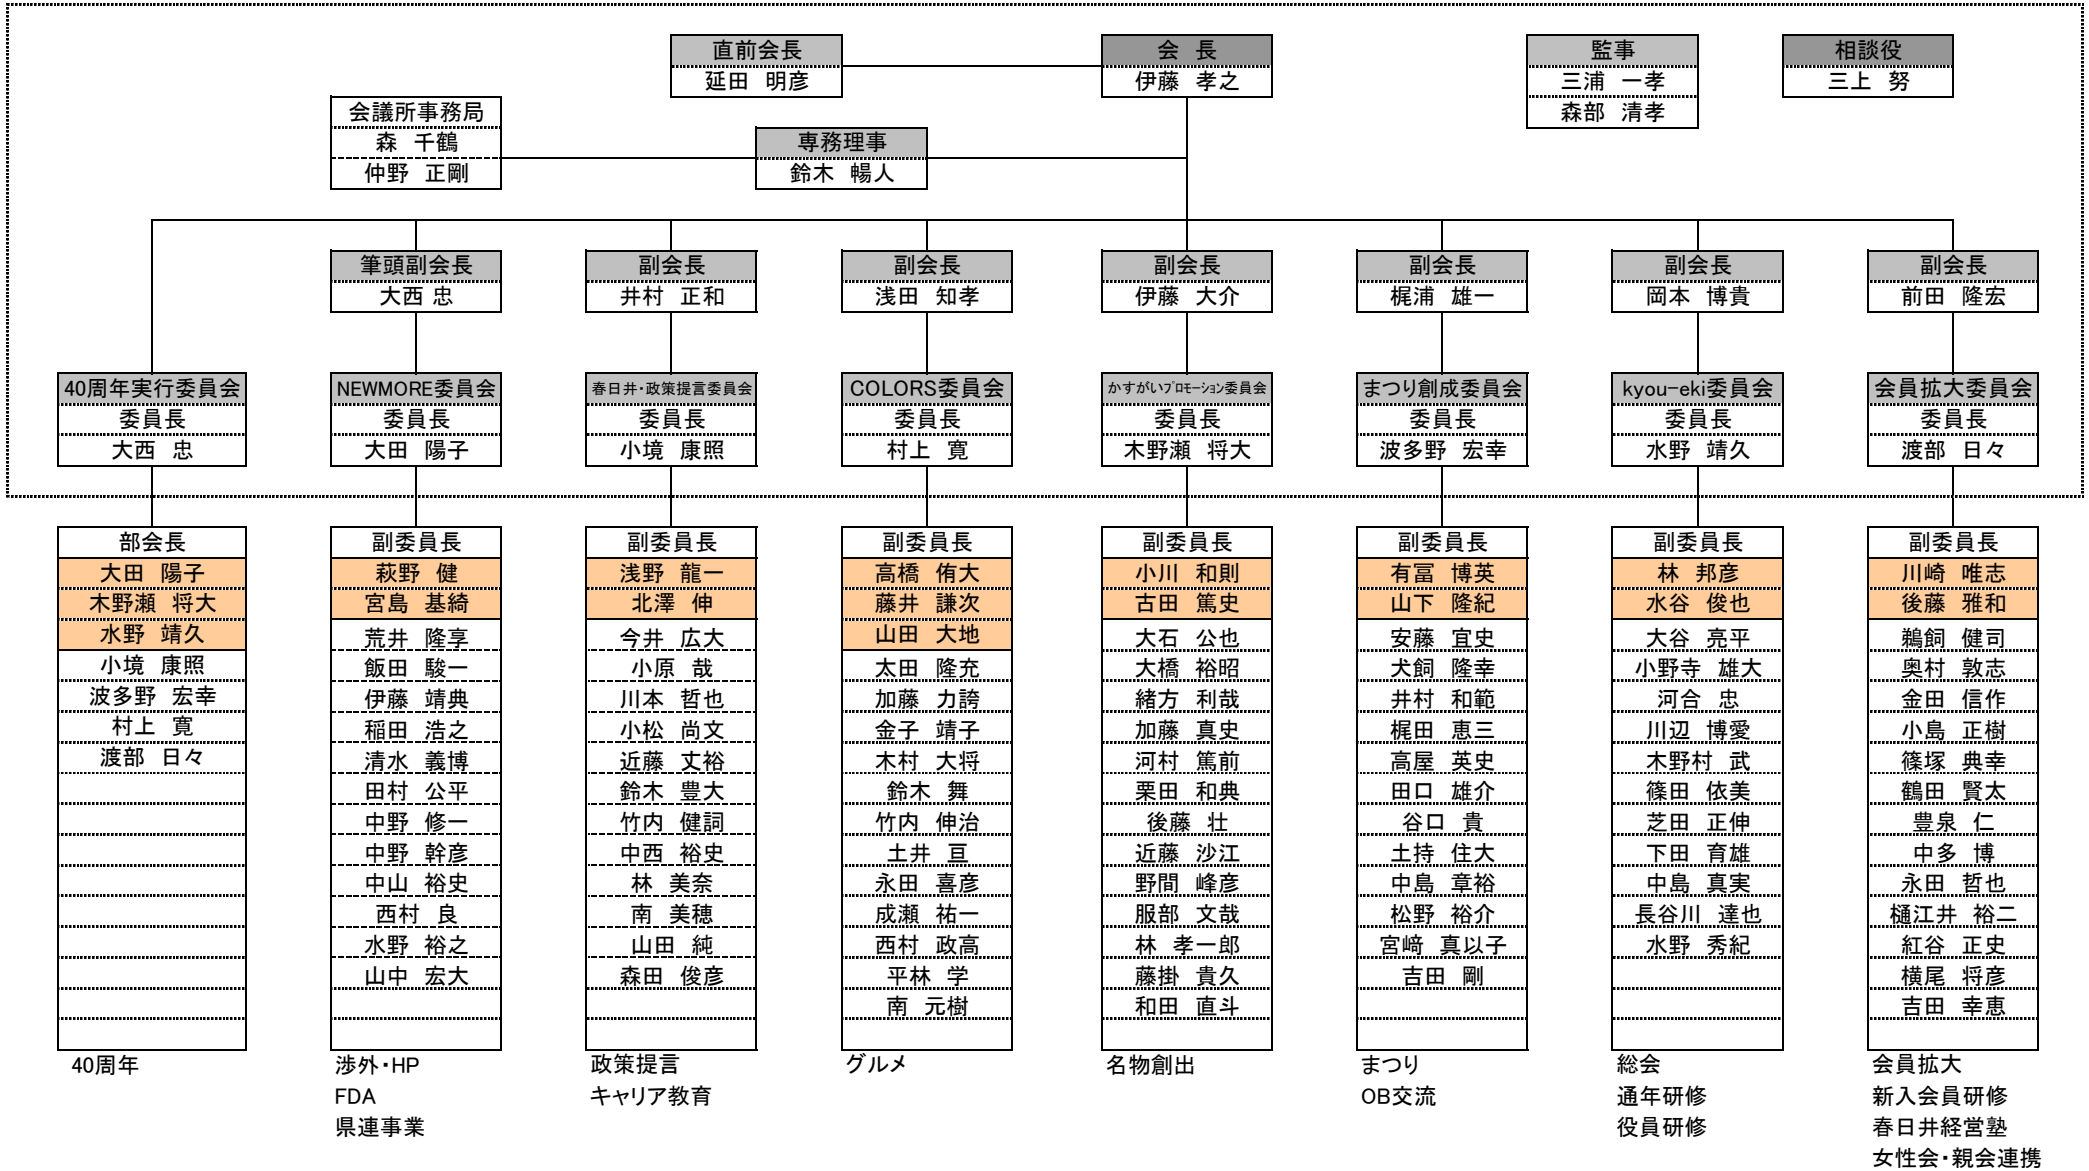 直前会長
延田 明彦
会 長
伊藤 孝之
監事
三浦 一孝
森部 清孝
相談役
三上 努
会議所事務局
森 千鶴
仲野 正剛
専務理事
鈴木 暢人
筆頭副会長
大西 忠
副会長
井村 正和
副会長
浅田 知孝
副会長
伊藤 大介
副会長
梶浦 雄一
副会長
岡本 博貴
副会長
前田 隆宏
40周年実行委員会
委員長
大西 忠
NEWMORE委員会
委員長
大田 陽子
春日井・政策提言委員会
委員長
小境 康照
COLORS委員会
委員長
村上 寛
かすがいプロモーション委員会
委員長
木野瀬 将大
まつり創成委員会
委員長
波多野 宏幸
kyou-eki委員会
委員長
水野 靖久
会員拡大委員会
委員長
渡部 日々
部会長
大田 陽子
木野瀬 将大
水野 靖久
小境 康照
波多野 宏幸
村上 寛
渡部 日々
40周年
副委員長
萩野 健
宮島 基綺
荒井 隆享
飯田 駿一
伊藤 靖典
稲田 浩之
清水 義博
田村 公平
中野 修一
中野 幹彦
中山 裕史
西村 良
水野 裕之
山中 宏大
渉外・HP
FDA
県連事業
副委員長
浅野 龍一
北澤 伸
今井 広大
小原 哉
川本 哲也
小松 尚文
近藤 丈裕
鈴木 豊大
竹内 健詞
中西 裕史
林 美奈
南 美穂
山田 純
森田 俊彦
政策提言
キャリア教育
副委員長
高橋 侑大
藤井 謙次
山田 大地
太田 隆充
加藤 力誇
金子 靖子
木村 大将
鈴木 舞
竹内 伸治
土井 亘
永田 喜彦
成瀬 祐一
西村 政高
平林 学
南 元樹
グルメ
副委員長
小川 和則
古田 篤史
大石 公也
大橋 裕昭
緒方 利哉
加藤 真史
河村 篤前
栗田 和典
後藤 壮
近藤 沙江
野間 峰彦
服部 文哉
林 孝一郎
藤掛 貴久
和田 直斗
名物創出
副委員長
有冨 博英
山下 隆紀
安藤 宜史
犬飼 隆幸
井村 和範
梶田 恵三
高屋 英史
田口 雄介
谷口 貴
土持 住大
中島 章裕
松野 裕介
宮﨑 真以子
吉田 剛
まつり
OB交流
副委員長
林 邦彦
水谷 俊也
大谷 亮平
小野寺 雄大
河合 忠
川辺 博愛
木野村 武
篠田 依美
芝田 正伸
下田 育雄
中島 真実
長谷川 達也
水野 秀紀
総会
通年研修
役員研修
副委員長
川崎 唯志
後藤 雅和
鵜飼 健司
奥村 敦志
金田 信作
小島 正樹
篠塚 典幸
鶴田 賢太
豊泉 仁
中多 博
永田 哲也
樋江井 裕二
紅谷 正史
横尾 将彦
吉田 幸恵
会員拡大
新入会員研修
春日井経営塾
女性会・親会連携